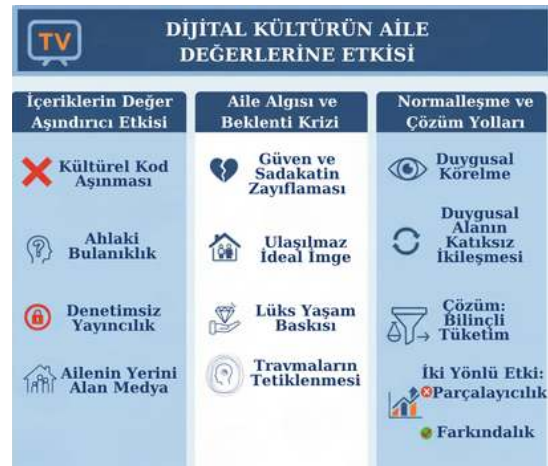 TV
DİJİTAL KÜLTÜRÜN AİLE
DEĞERLERİNE ETKİSİ
İçeriklerin Değer
Aşındırıcı Etkisi
Kültürel Kod
Aşınması
Ahlaki
Bulanıklık
Denetimsiz
Yayıncılık
Ailenin Yerini
Alan Medya
Aile Algısı ve
Beklenti Krizi
Güven ve
Sadakatin
Zayıflaması
Ulaşılmaz
İdeal İmge
Lüks Yaşam
Baskısı
Travmaların
Tetiklenmesi
Normalleşme ve
Çözüm Yolları
Duygusal
Körelme
Duygusal
Alanın
Katıksız
İkileşmesi
Çözüm:
Bilinçli
Tüketim
İki Yönlü Etki:
Parçalayıcılık
Farkındalık